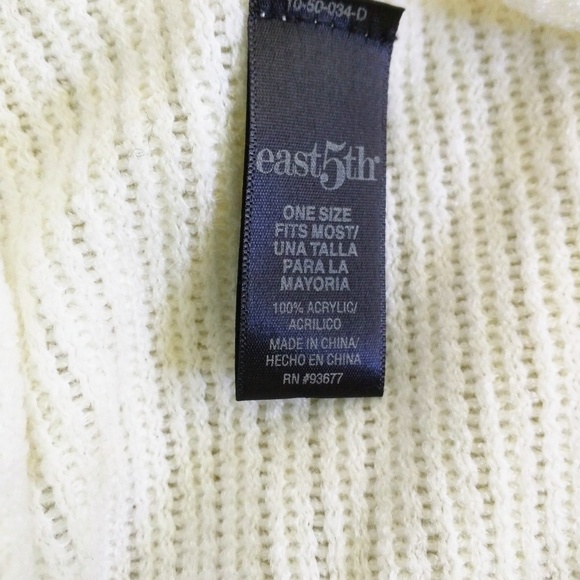 10-50-034-D
east5th
ONE SIZE
FITS MOST/
UNA TALLA
PARA LA
MAYORIA
100% ACRYLIC/
ACRILICO
MADE IN CHINA/
HECHO EN CHINA
RN #93677